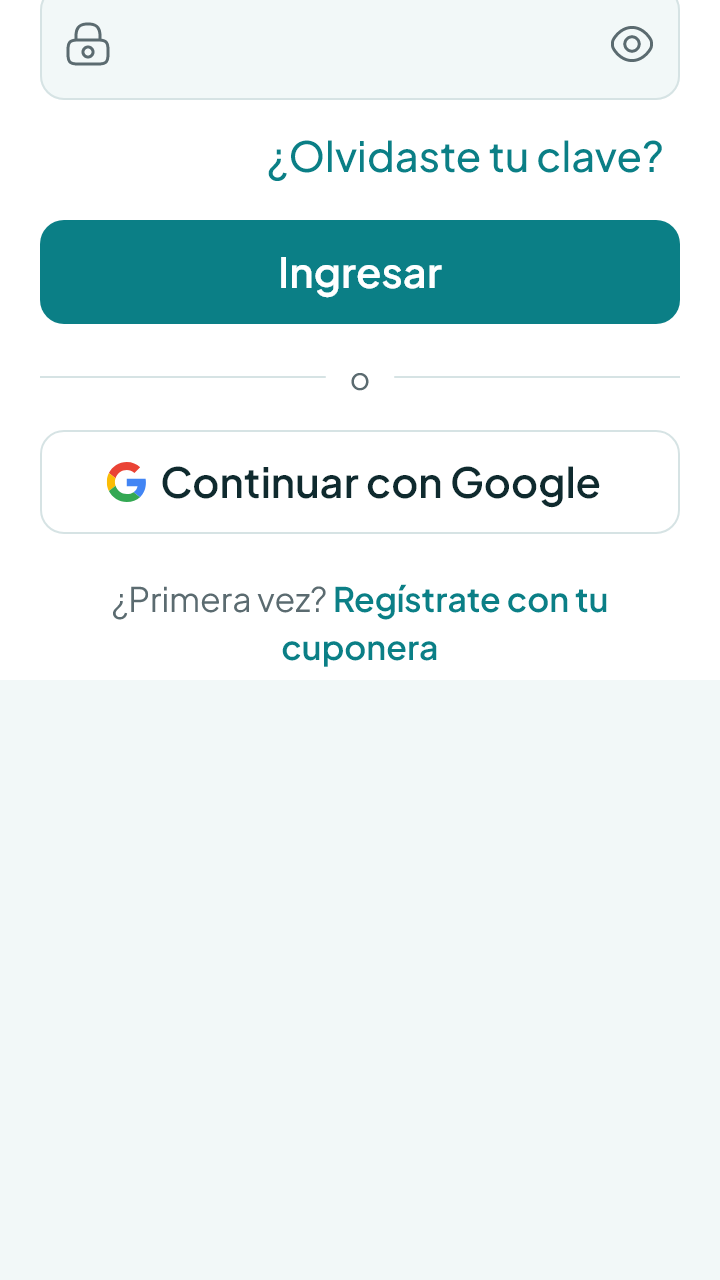 ¿Olvidaste tu clave?
Ingresar
o
Continuar con Google
¿Primera vez? Regístrate con tu
cuponera